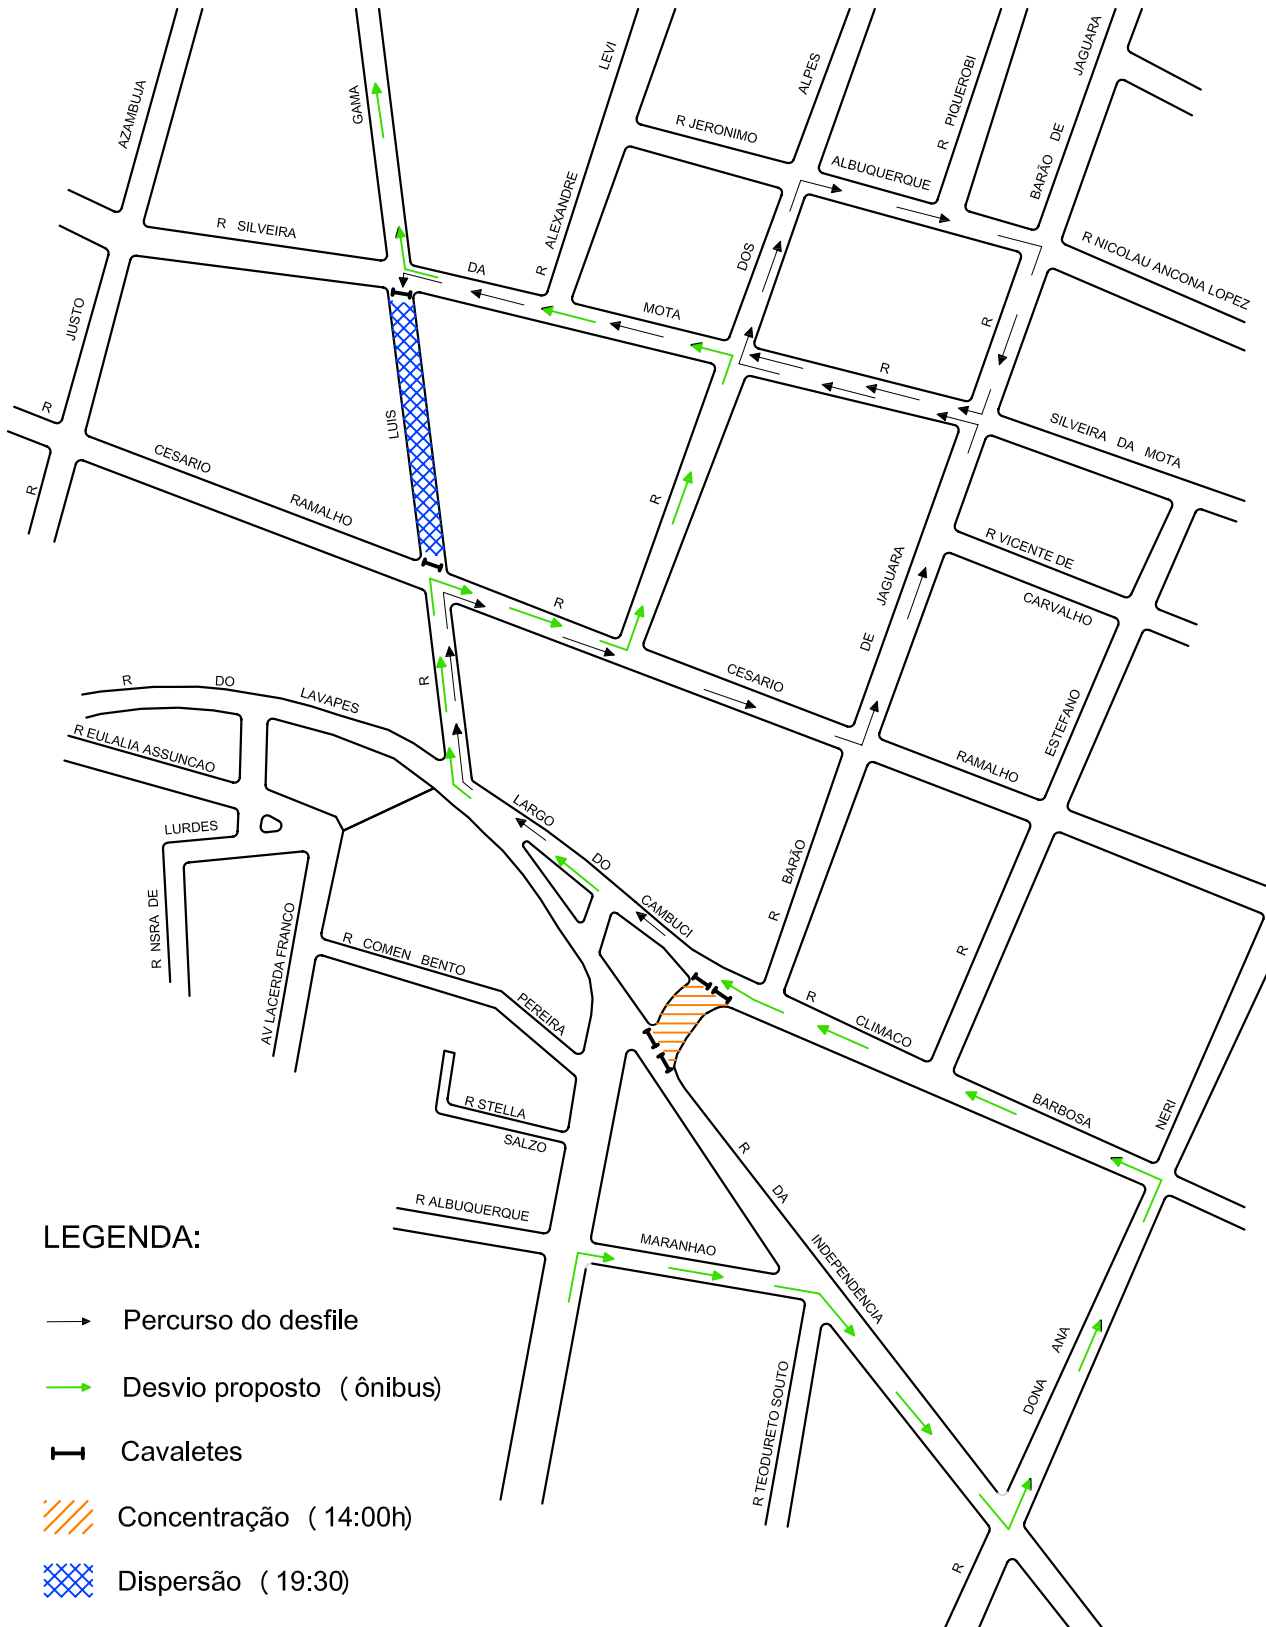 AZAMBUJA
GAMA
LEVI
ALPES
R PIQUEROBI
JAGUARA
BARÃO DE
R JERONIMO
ALBUQUERQUE
R SILVEIRA
DA
R ALEXANDRE
MOTA
DOS
R
R NICOLAU ANCONA LOPEZ
JUSTO
R
R
R
LUIS
CESARIO
RAMALHO
R
R
SILVEIRA DA MOTA
R VICENTE DE
CARVALHO
JAGUARA
DE
R
CESARIO
RAMALHO
ESTEFANO
R DO LAVAPES
R
R EULALIA ASSUNCAO
LURDES
R NSRA DE
AV LACERDA FRANCO
LARGO
DO
CAMBUCI
R BARÃO
R
R COMEN BENTO
PEREIRA
R
CLIMACO
BARBOSA
NERI
R STELLA
SALZO
R ALBUQUERQUE
MARANHAO
R
DA
INDEPENDÊNCIA
R TEODURETO SOUTO
DONA ANA
R
LEGENDA:
Percurso do desfile
Desvio proposto ( ônibus)
Cavaletes
Concentração ( 14:00h)
Dispersão ( 19:30)